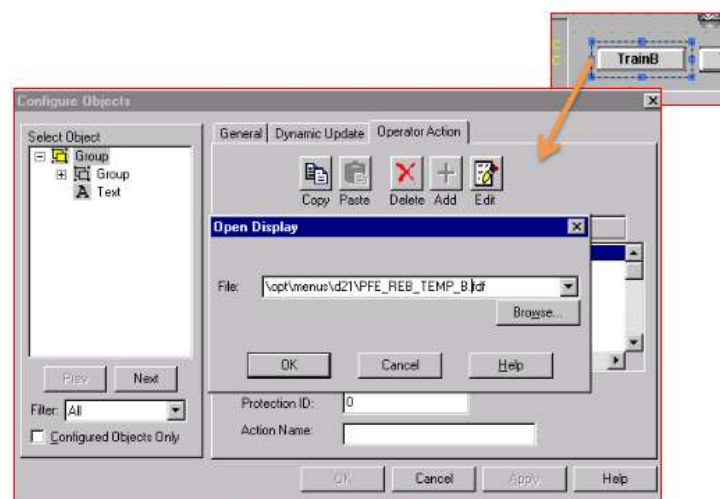 TrainB
Configure Objects
Select Object
Group
Group
Text
Prev
Next
Filter: All
Configured Objects Only
General
Dynamic Update
Operator Action
Copy
Paste
Delete
Add
Edit
Open Display
File: \opt\menus\d21\PFE_REB_TEMP_B.rdf
Browse...
OK
Cancel
Help
Protection ID: 0
Action Name:
OK
Cancel
Apply
Help